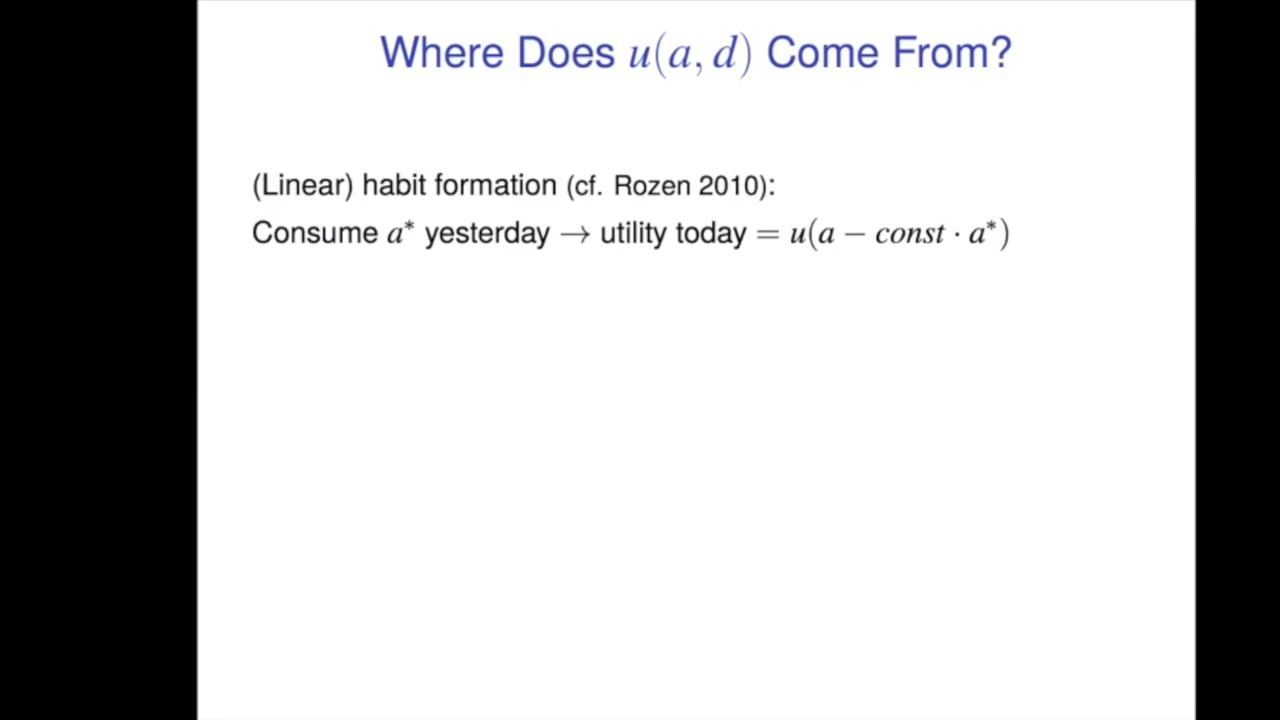 Where Does u(a, d) Come From?
(Linear) habit formation (cf. Rozen 2010):
Consume a* yesterday → utility today = u(a − const · a*)